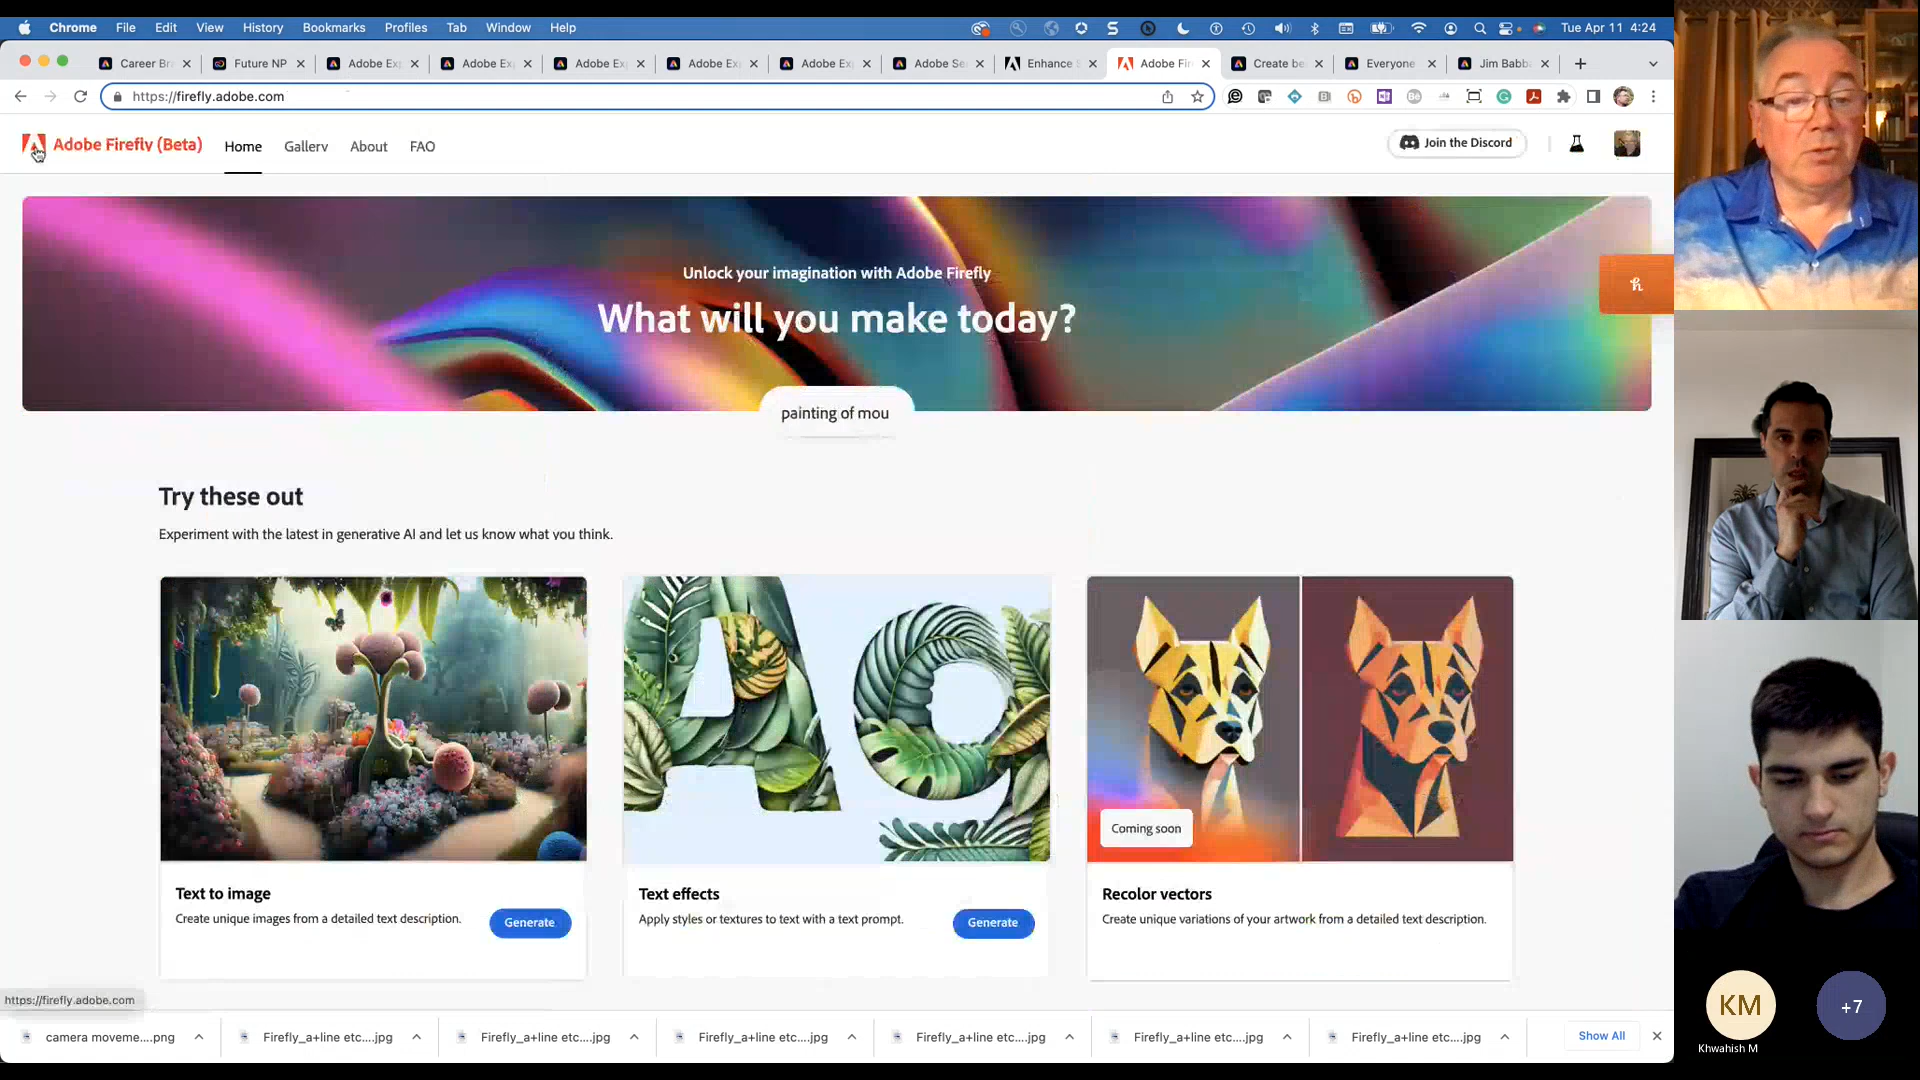 Chrome File Edit View History Bookmarks Profiles Tab Window Help
Tue Apr 11 4:24
Career Br
Future NP
Adobe Exp
Adobe Exp
Adobe Exp
Adobe Exp
Adobe Exp
Adobe Se
Enhance S
Adobe Fir
Create be
Everyone
Jim Babb
https://firefly.adobe.com
Adobe Firefly (Beta)
Home
Gallery
About
FAQ
Join the Discord
Unlock your imagination with Adobe Firefly
What will you make today?
painting of mou
Try these out
Experiment with the latest in generative AI and let us know what you think.
Coming soon
Text to image
Create unique images from a detailed text description.
Generate
Text effects
Apply styles or textures to text with a text prompt.
Generate
Recolor vectors
Create unique variations of your artwork from a detailed text description.
https://firefly.adobe.com
camera moveme....png
Firefly_a+line etc....jpg
Firefly_a+line etc....jpg
Firefly_a+line etc....jpg
Firefly_a+line etc....jpg
Firefly_a+line etc....jpg
Firefly_a+line etc....jpg
Show All
KM
+7
Khwahish M